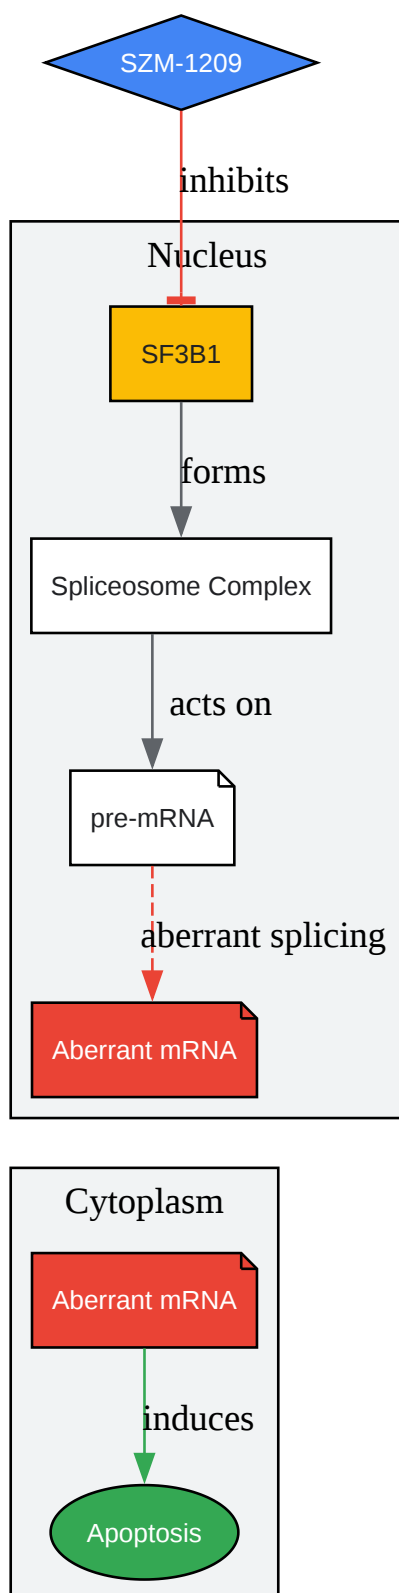 SZM-1209
inhibits
Nucleus
SF3B1
forms
Spliceosome Complex
acts on
pre-mRNA
aberrant splicing
Aberrant mRNA
Cytoplasm
Aberrant mRNA
induces
Apoptosis